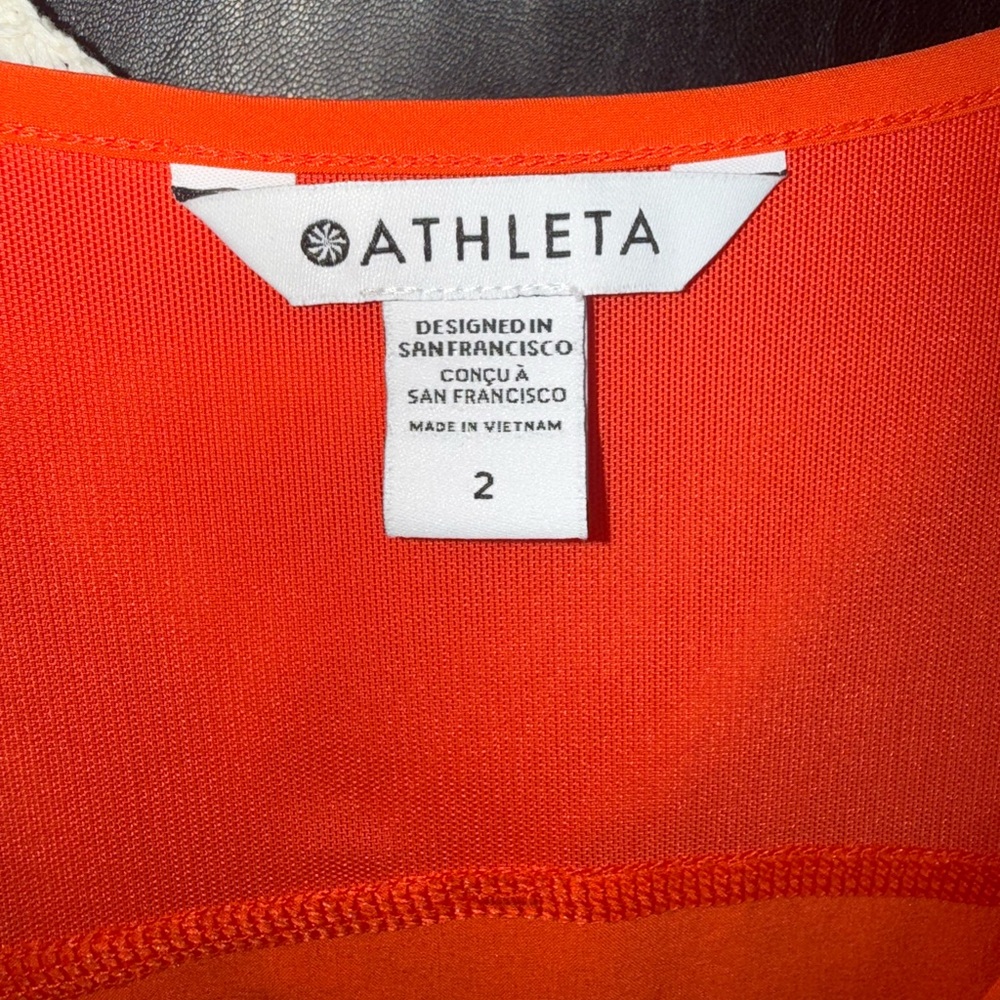 ATHLETA
DESIGNED IN
SAN FRANCISCO
CONÇU À
SAN FRANCISCO
MADE IN VIETNAM
2